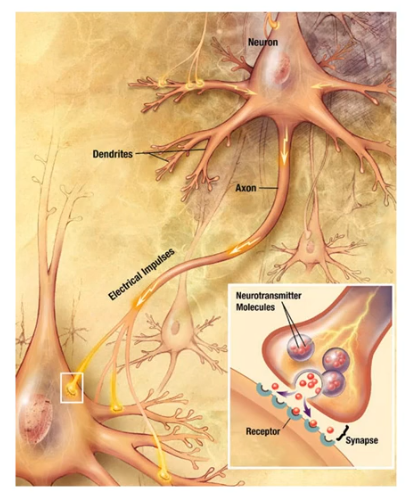 Neuron
Dendrites
Axon
Electrical Impulses
Neurotransmitter
Molecules
Receptor
Synapse